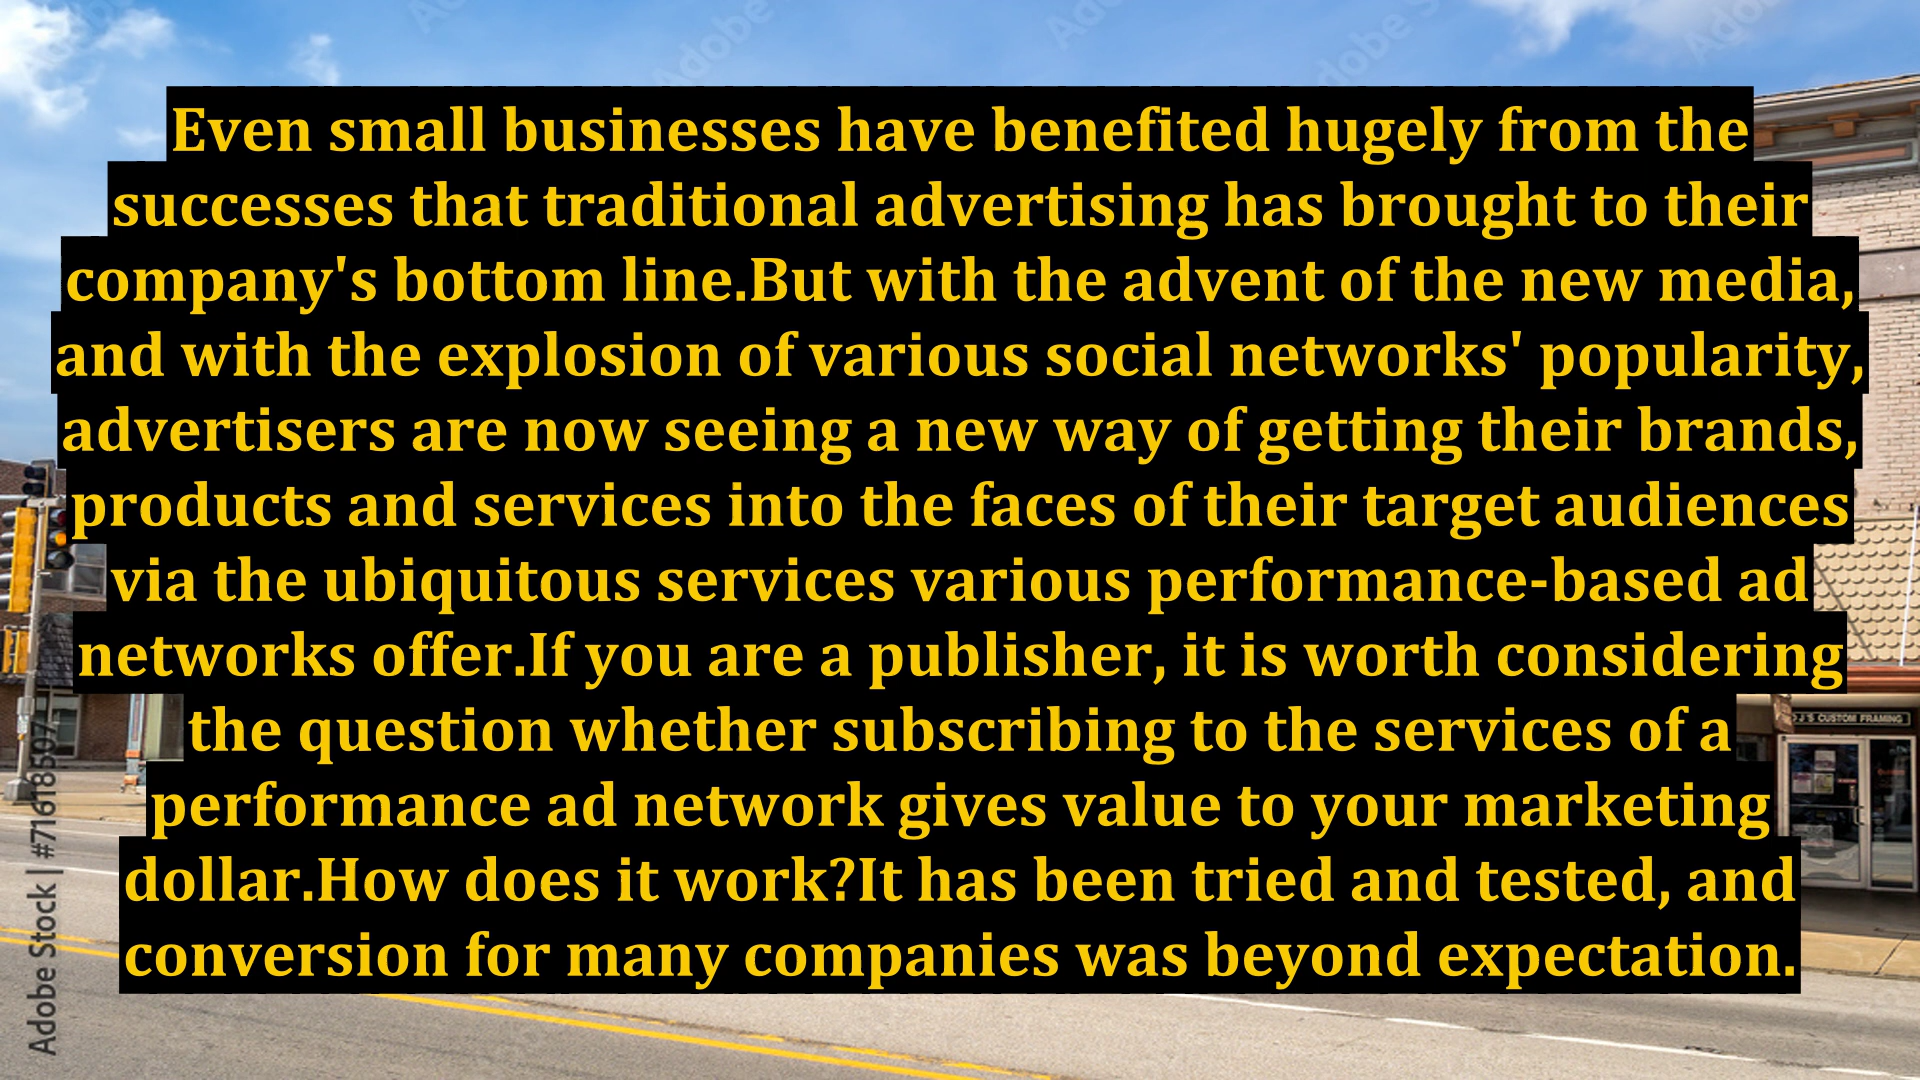 Even small businesses have benefited hugely from the
successes that traditional advertising has brought to their
company's bottom line.But with the advent of the new media,
and with the explosion of various social networks' popularity,
advertisers are now seeing a new way of getting their brands,
products and services into the faces of their target audiences
via the ubiquitous services various performance-based ad
networks offer.If you are a publisher, it is worth considering
the question whether subscribing to the services of a
performance ad network gives value to your marketing
dollar.How does it work?It has been tried and tested, and
conversion for many companies was beyond expectation.
J'S CUSTOM FRAMING
Adobe Stock | #71618507